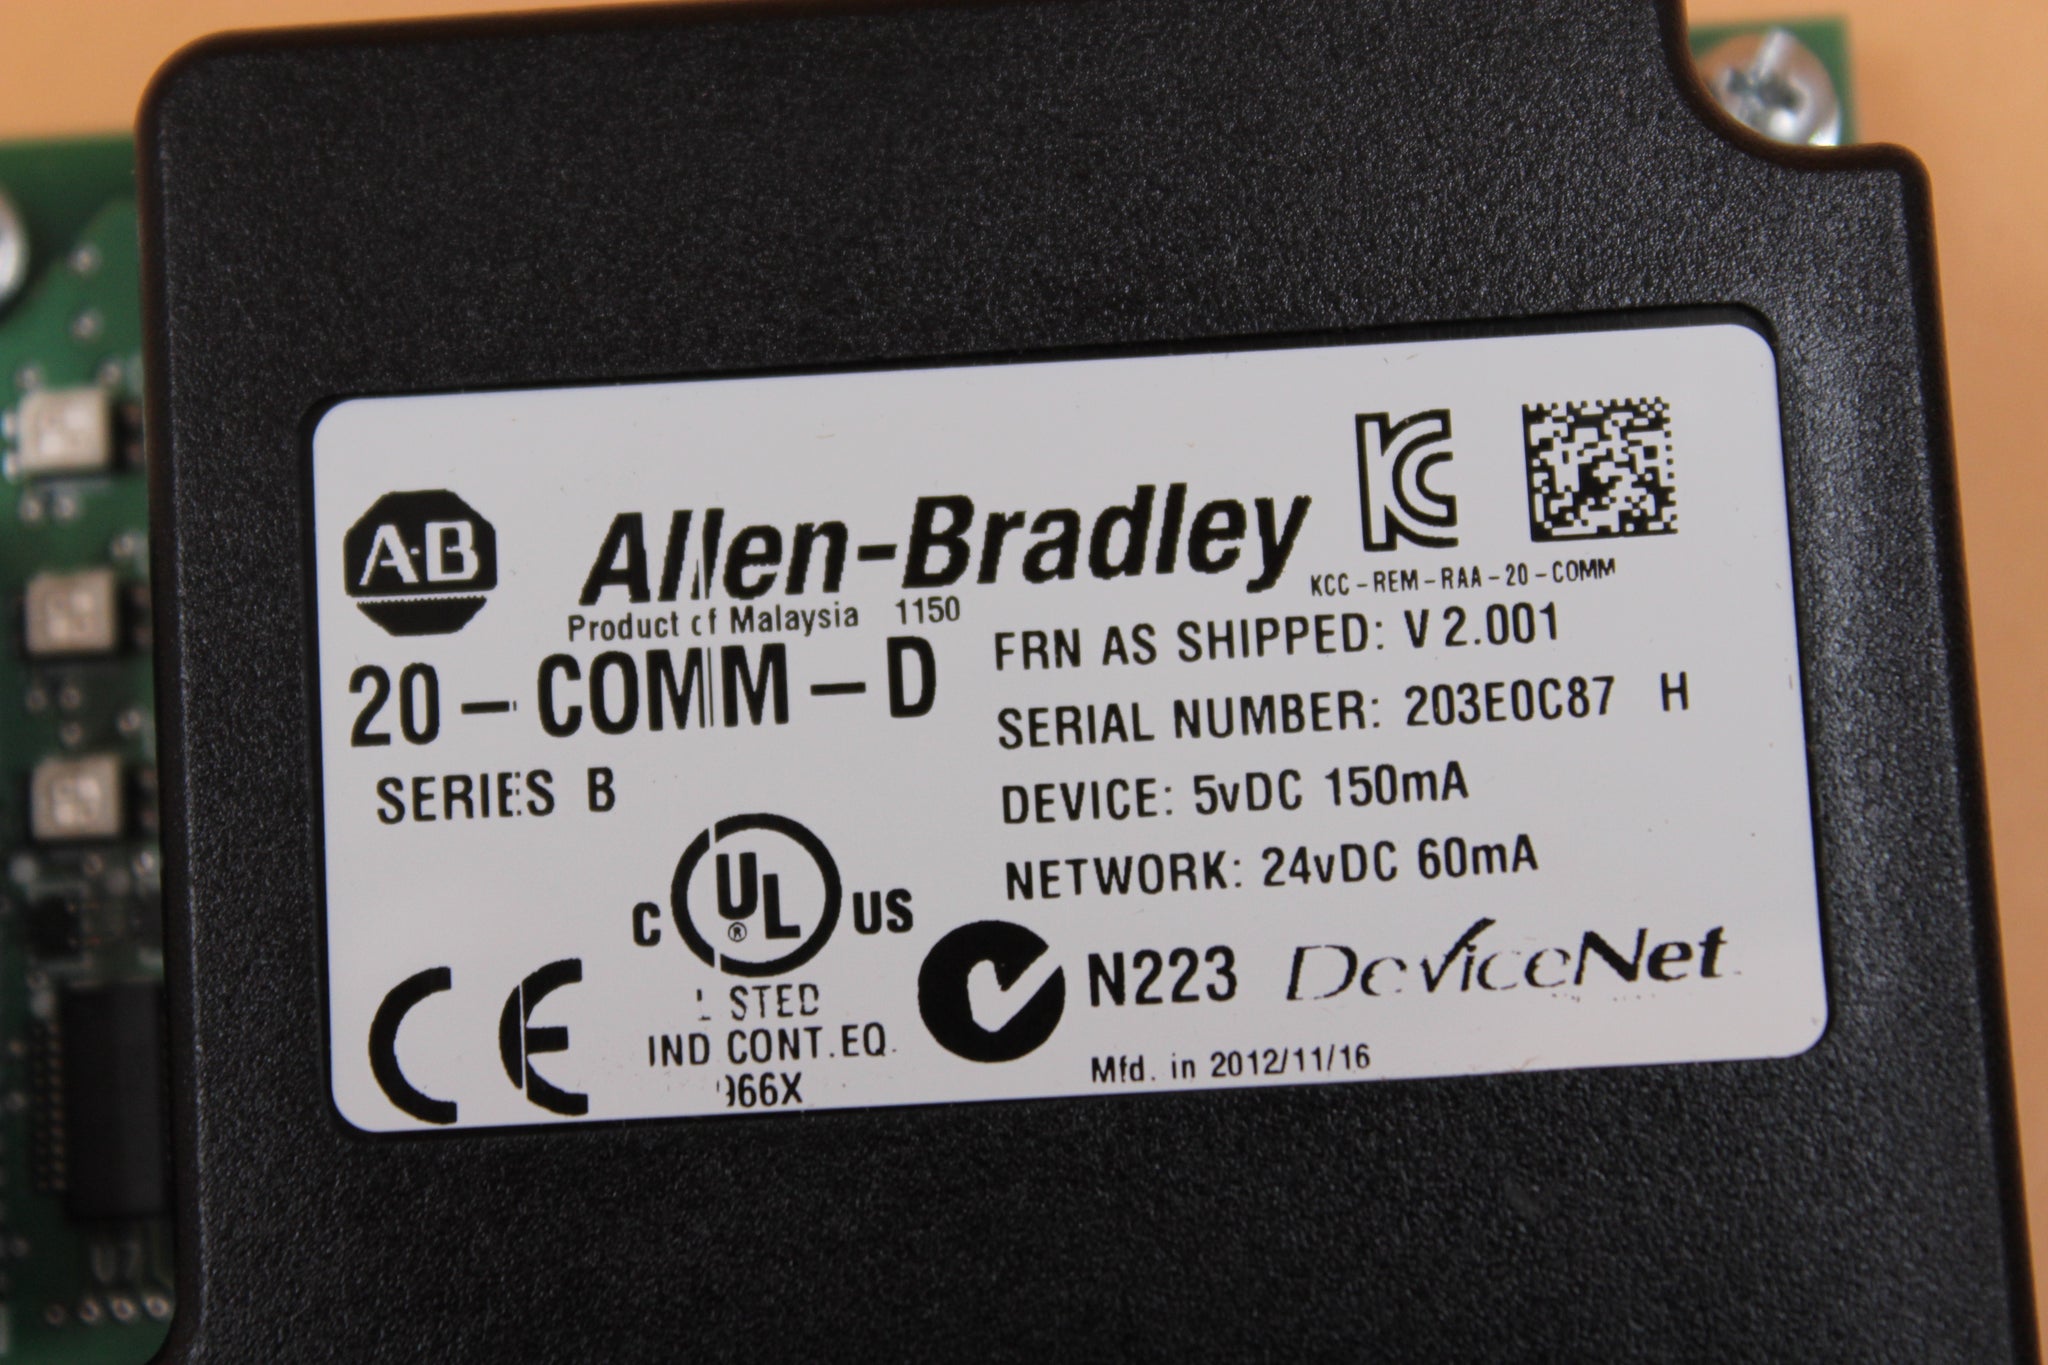 A-B Allen-Bradley
KCC-REM-RAA-20-COMM
Product of Malaysia 1150
20-COMM-D
SERIES B
FRN AS SHIPPED: V 2.001
SERIAL NUMBER: 203E0C87 H
DEVICE: 5vDC 150mA
NETWORK: 24vDC 60mA
C UL® US
LISTED
IND CONT.EQ.
966X
CE
N223 DeviceNet
Mfd. in 2012/11/16